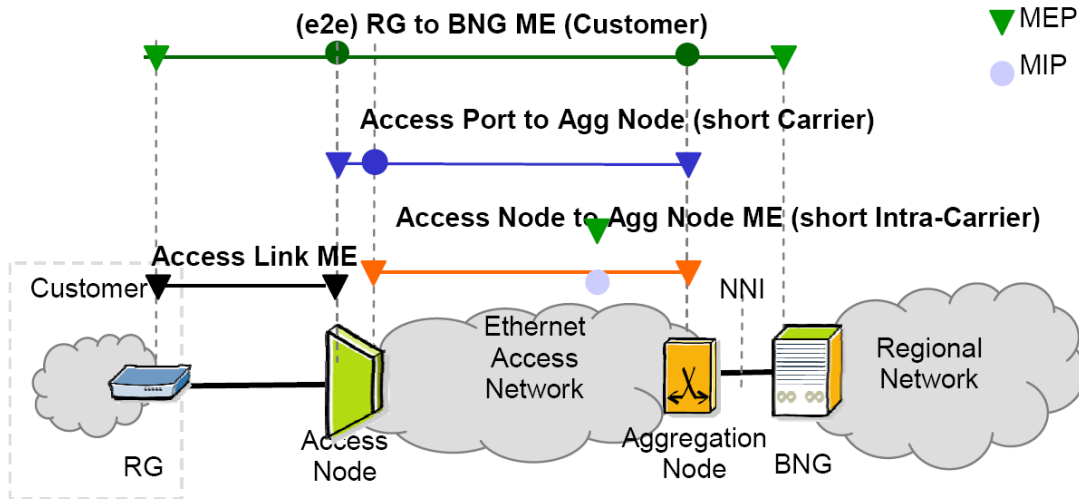 (e2e) RG to BNG ME (Customer)
MEP
MIP
Access Port to Agg Node (short Carrier)
Access Node to Agg Node ME (short Intra-Carrier)
Access Link ME
Customer
NNI
Ethernet
Access
Network
Regional
Network
RG
Access
Node
Aggregation
Node
BNG